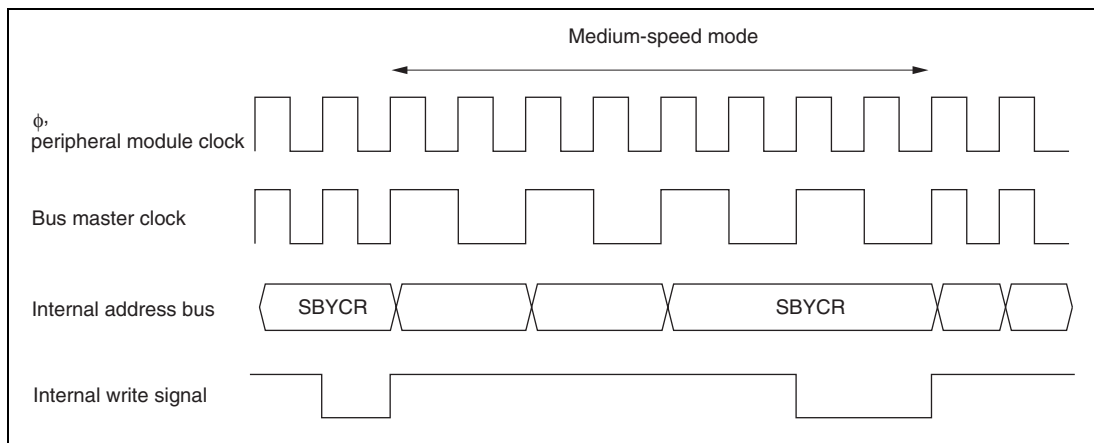 Medium-speed mode
ϕ,
peripheral module clock
Bus master clock
Internal address bus
SBYCR
SBYCR
Internal write signal